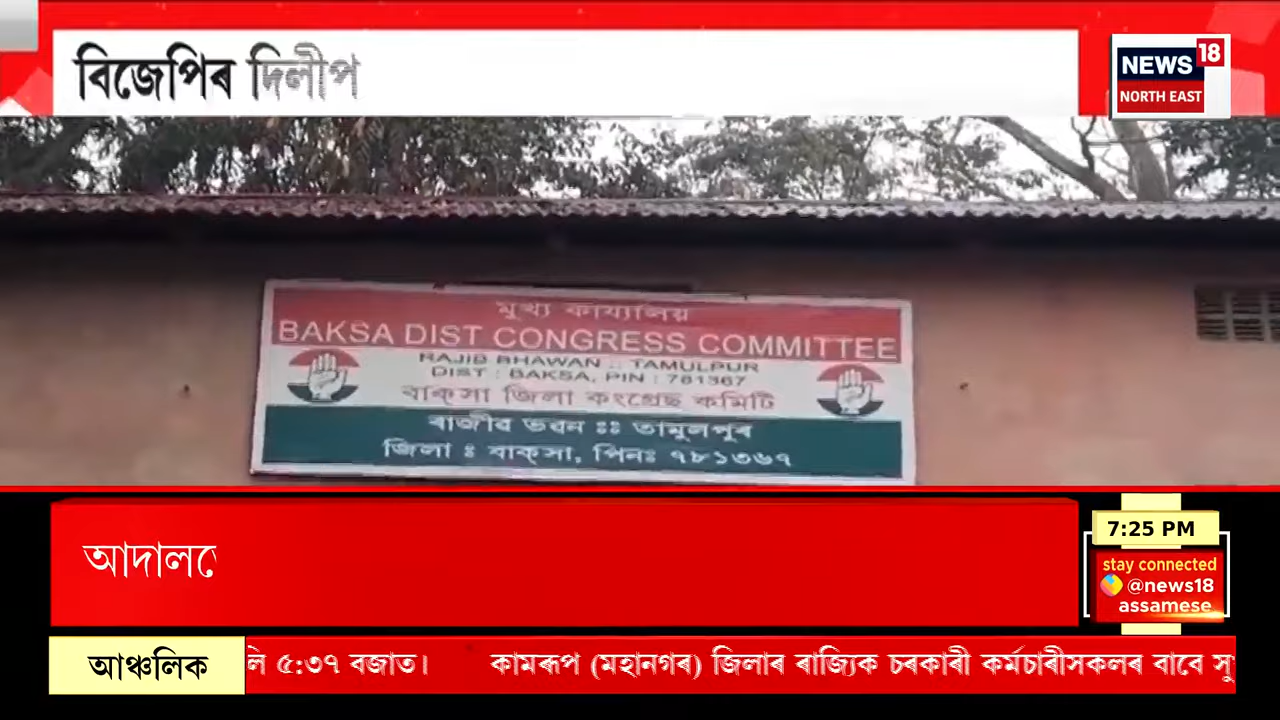 বিজেপিৰ দিলীপ
NEWS 18
NORTH EAST
মুখ্য কাৰ্য্যালয়
BAKSA DIST CONGRESS COMMITTEE
RAJIB BHAWAN :: TAMULPUR
DIST : BAKSA, PIN : 781367
বাক্সা জিলা কংগ্ৰেছ কমিটি
ৰাজীৱ ভৱন ঃঃ তামুলপুৰ
জিলা ঃ বাক্সা, পিনঃ ৭৮১৩৬৭
আদালতে
7:25 PM
stay connected
@news18
assamese
আঞ্চলিক
লি ৫:৩৭ বজাত। কামৰূপ (মহানগৰ) জিলাৰ ৰাজ্যিক চৰকাৰী কৰ্মচাৰীসকলৰ বাবে সু